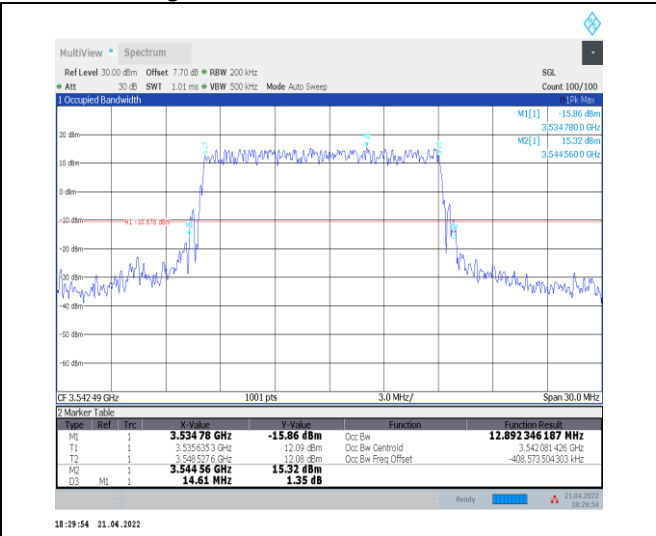 MultiView Spectrum
Ref Level 30.00 dBm Offset 7.70 dB RBW 200 kHz SGL
Att 30 dB SWT 1.01 ms VBW 500 kHz Mode Auto Sweep Count 100/100
1 Occupied Bandwidth 1Pk Max
M1[1] -15.86 dBm
3.534 780 0 GHz
M2[1] 15.32 dBm
3.544 560 0 GHz
20 dBm
T2
T2
10 dBm
0 dBm
-10 dBm
H1 -10.678 dBm
M1
-20 dBm
-30 dBm
-40 dBm
-50 dBm
-60 dBm
CF 3.542 49 GHz 1001 pts 3.0 MHz/ Span 30.0 MHz
2 Marker Table
Type Ref Trc X-Value Y-Value Function Function Result
M1 1 3.534 78 GHz -15.86 dBm Occ Bw 12.892 346 187 MHz
T1 1 3.535 635 3 GHz 12.09 dBm Occ Bw Centroid 3.542 081 426 GHz
T2 1 3.548 527 6 GHz 12.08 dBm Occ Bw Freq Offset -408.573 504 303 kHz
M2 1 3.544 56 GHz 15.32 dBm
D3 M1 1 14.61 MHz 1.35 dB
Ready 21.04.2022
18:29:54
18:29:54 21.04.2022